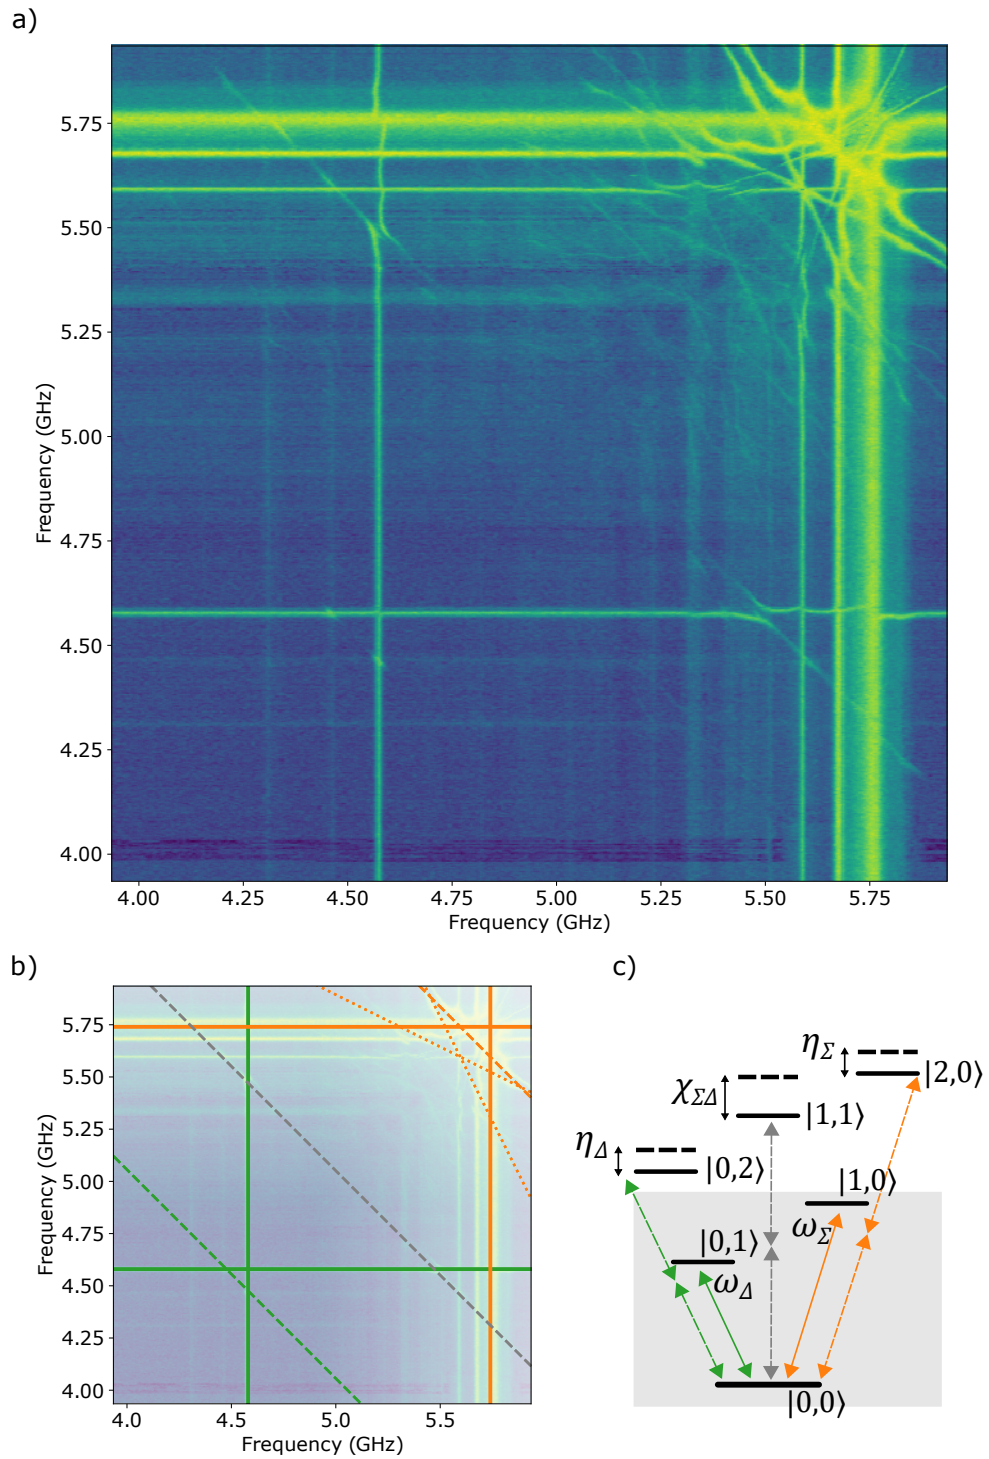 a)
5.75
5.50
5.25
5.00
4.75
4.50
4.25
4.00
Frequency (GHz)
4.00 4.25 4.50 4.75 5.00 5.25 5.50 5.75
Frequency (GHz)
b)
5.75
5.50
5.25
5.00
4.75
4.50
4.25
4.00
Frequency (GHz)
4.0 4.5 5.0 5.5
Frequency (GHz)
c)
η_Σ
|2,0⟩
χ_ΣΔ
|1,1⟩
η_Δ
|0,2⟩
|1,0⟩
ω_Σ
|0,1⟩
ω_Δ
|0,0⟩